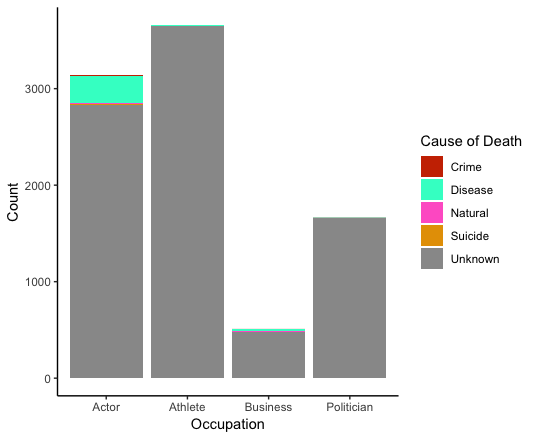 Count
3000
2000
1000
0
Actor
Athlete
Business
Politician
Occupation
Cause of Death
Crime
Disease
Natural
Suicide
Unknown